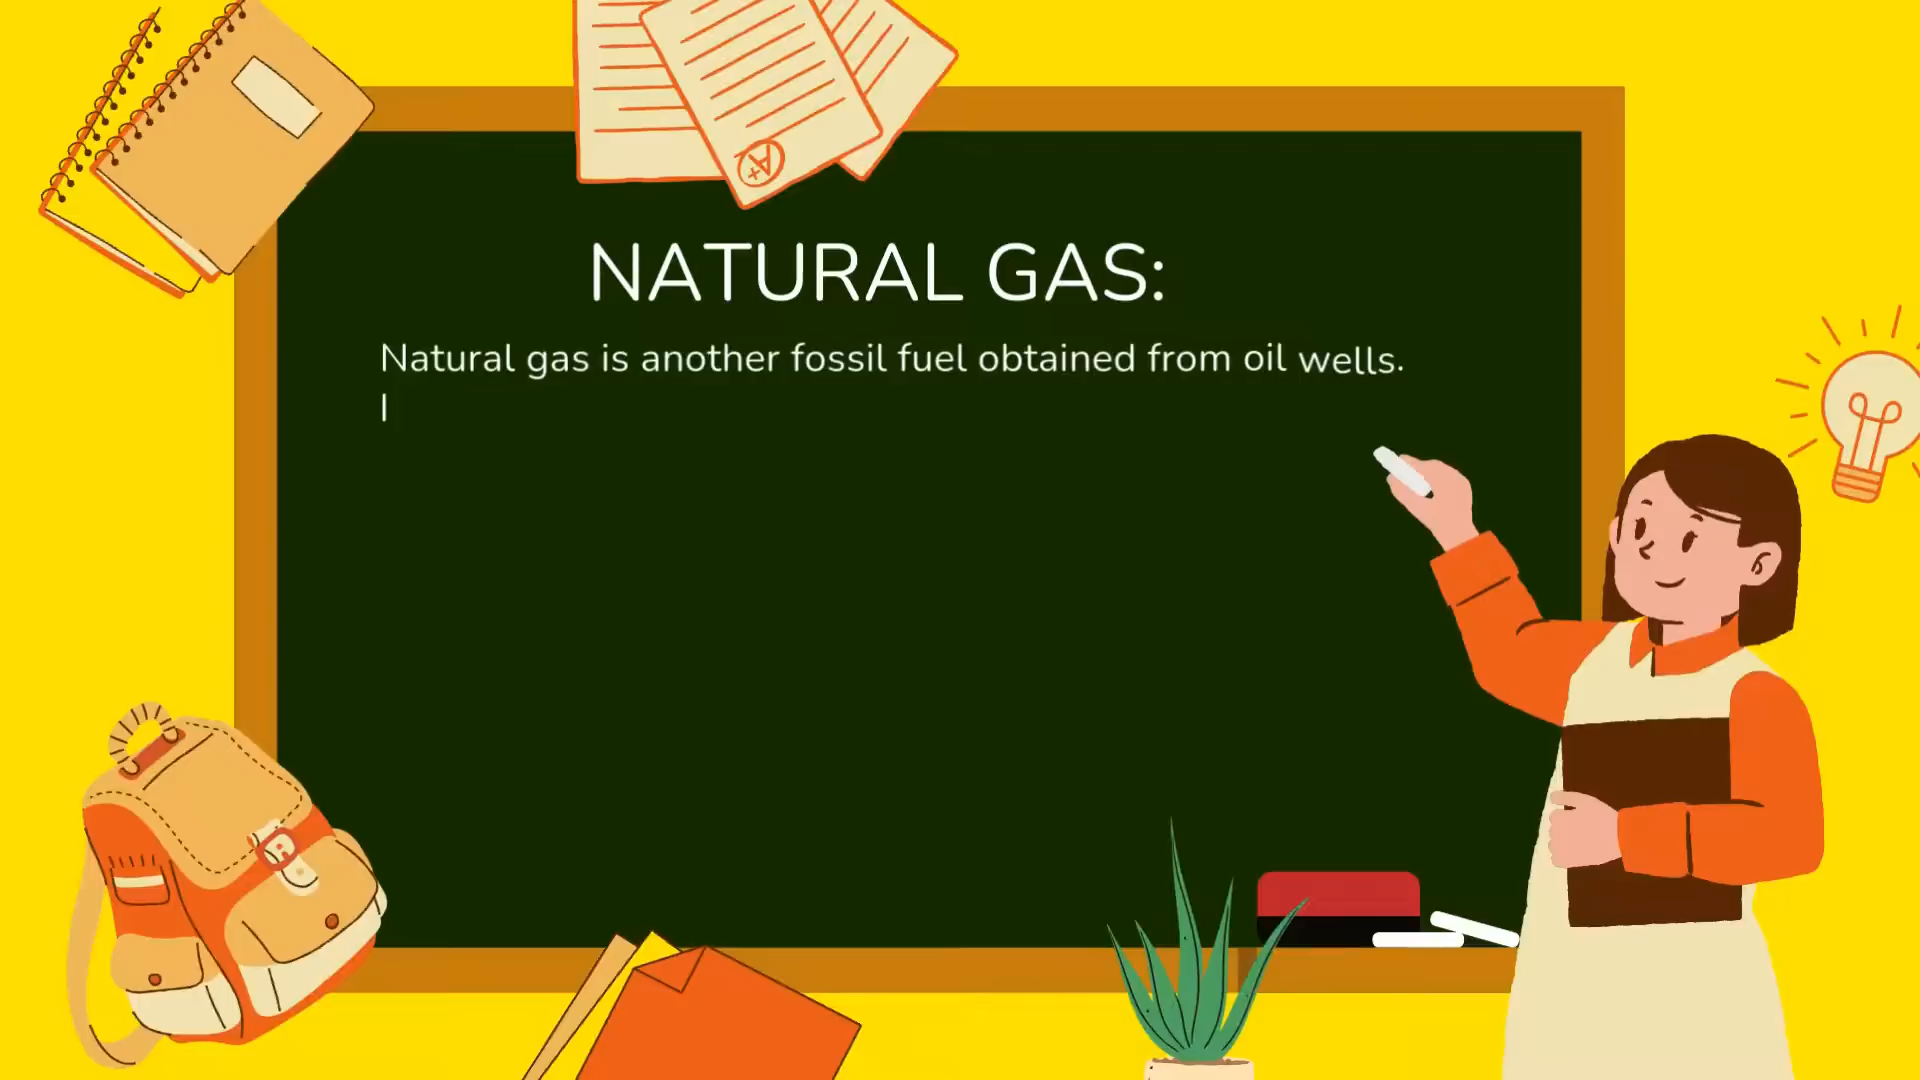 A+
NATURAL GAS:
Natural gas is another fossil fuel obtained from oil wells.
I